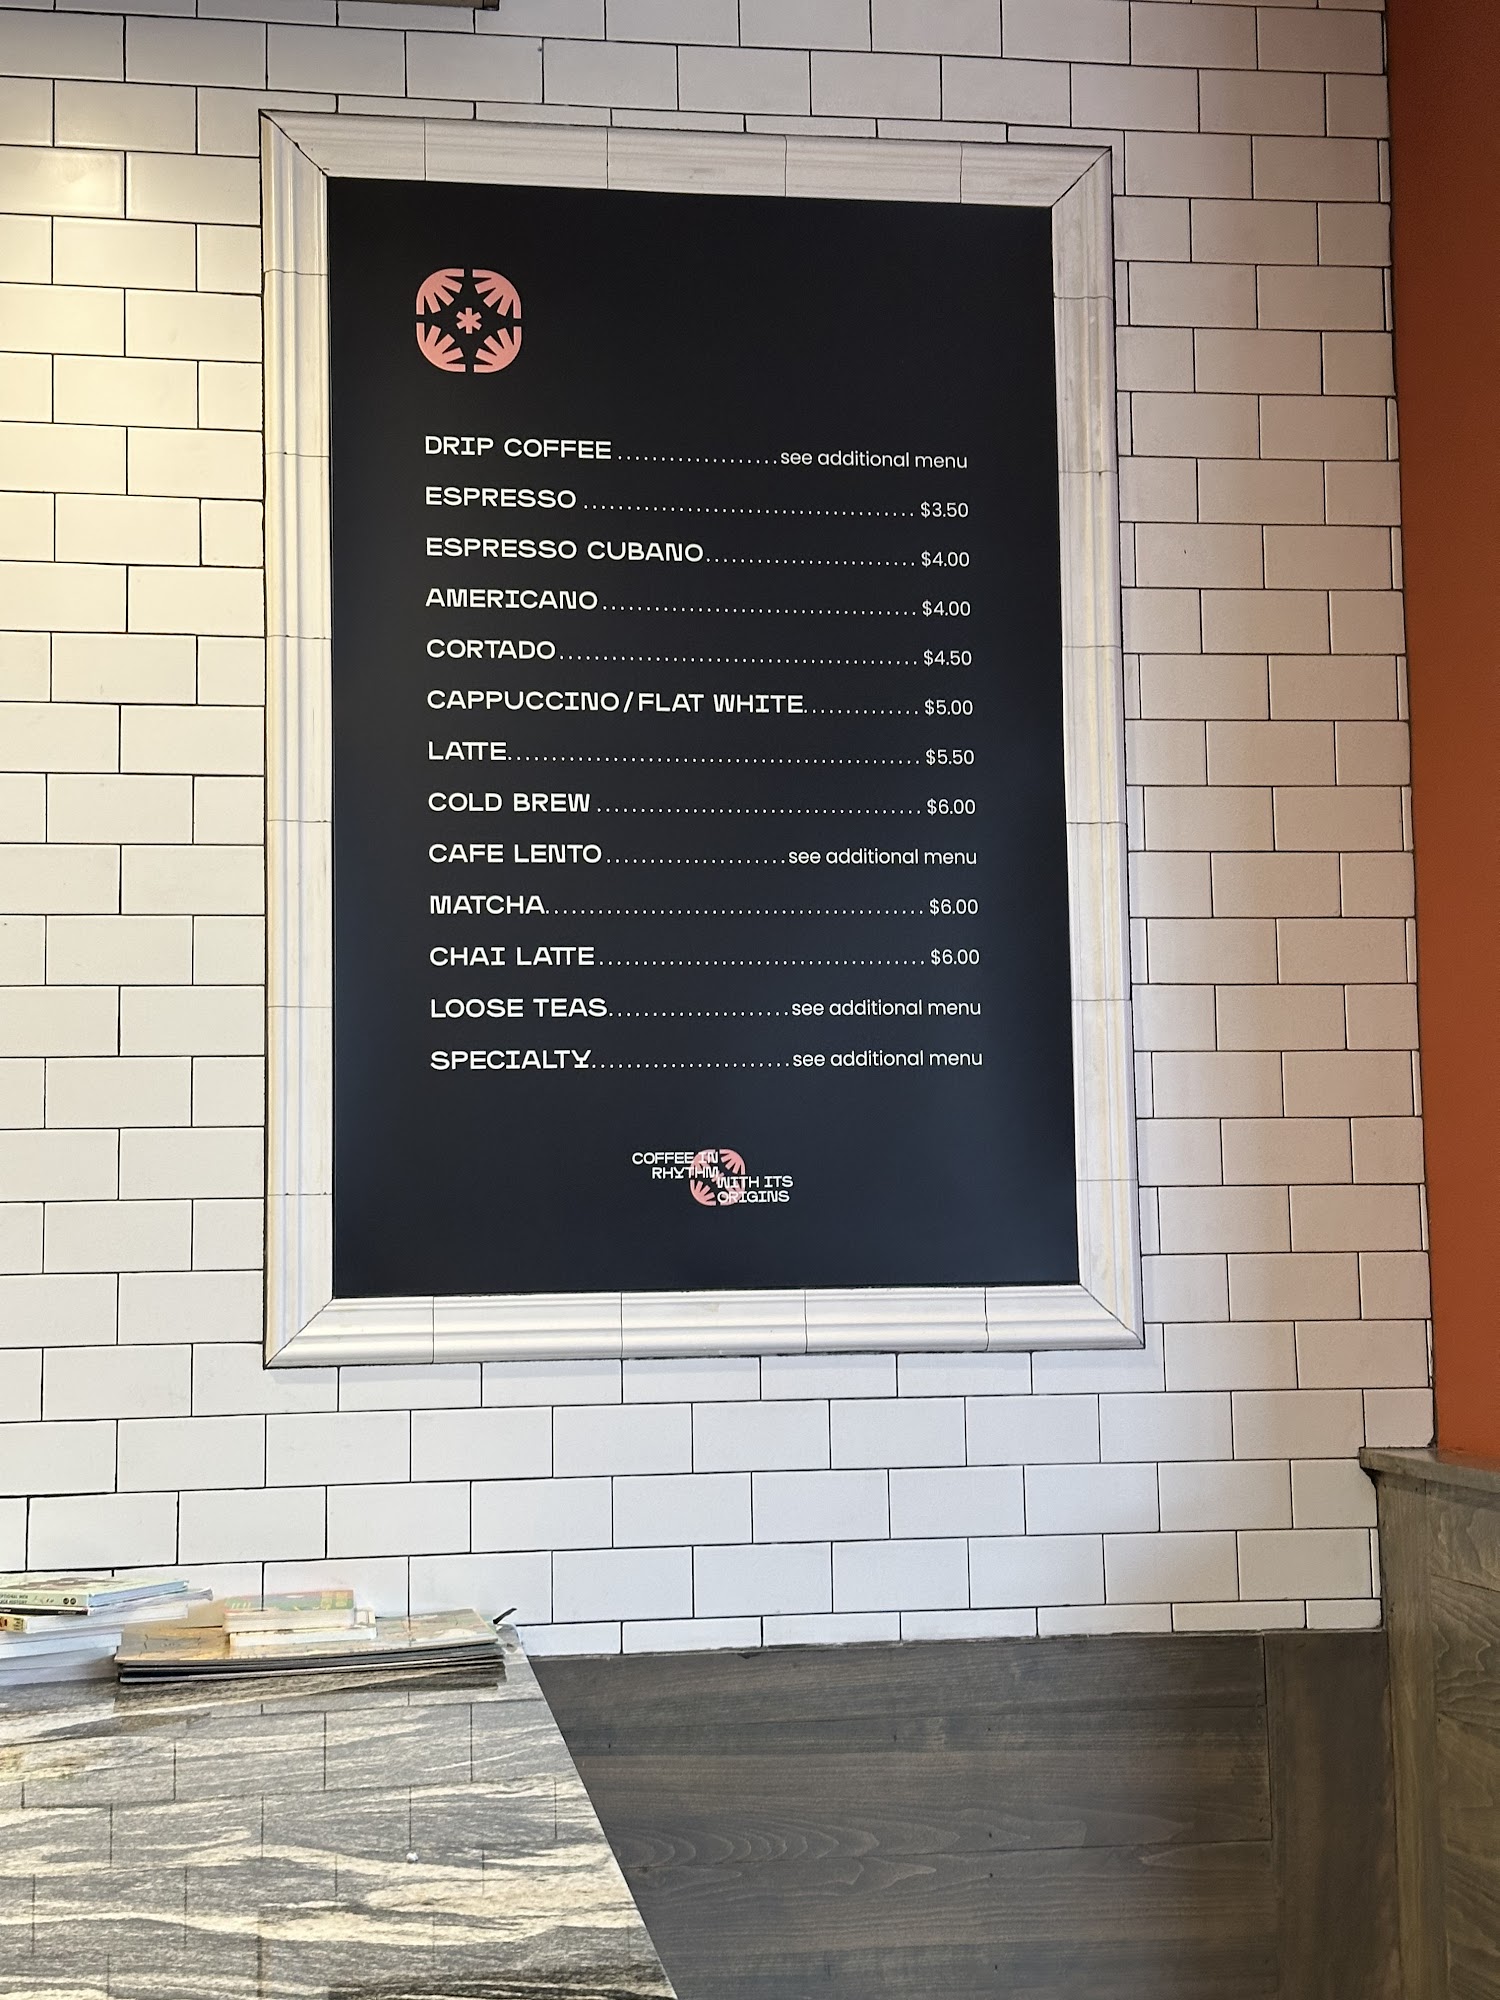 DRIP COFFEE...................see additional menu
ESPRESSO ...................................... $3.50
ESPRESSO CUBANO........................ $4.00
AMERICANO .................................... $4.00
CORTADO......................................... $4.50
CAPPUCCINO/FLAT WHITE............. $5.00
LATTE............................................... $5.50
COLD BREW ..................................... $6.00
CAFE LENTO.....................see additional menu
MATCHA........................................... $6.00
CHAI LATTE...................................... $6.00
LOOSE TEAS.....................see additional menu
SPECIALTY.......................see additional menu
COFFEE IN
RHYTHM
WITH ITS
ORIGINS